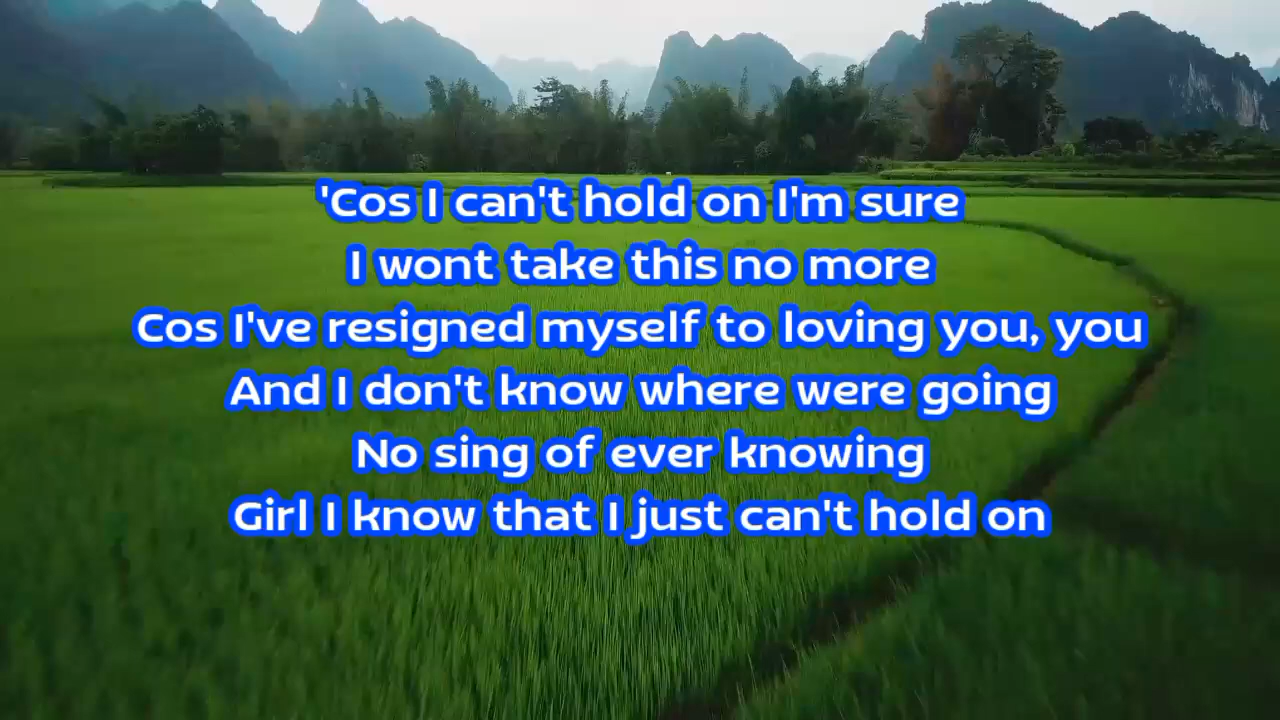 'Cos I can't hold on I'm sure
I wont take this no more
Cos I've resigned myself to loving you, you
And I don't know where were going
No sing of ever knowing
Girl I know that I just can't hold on